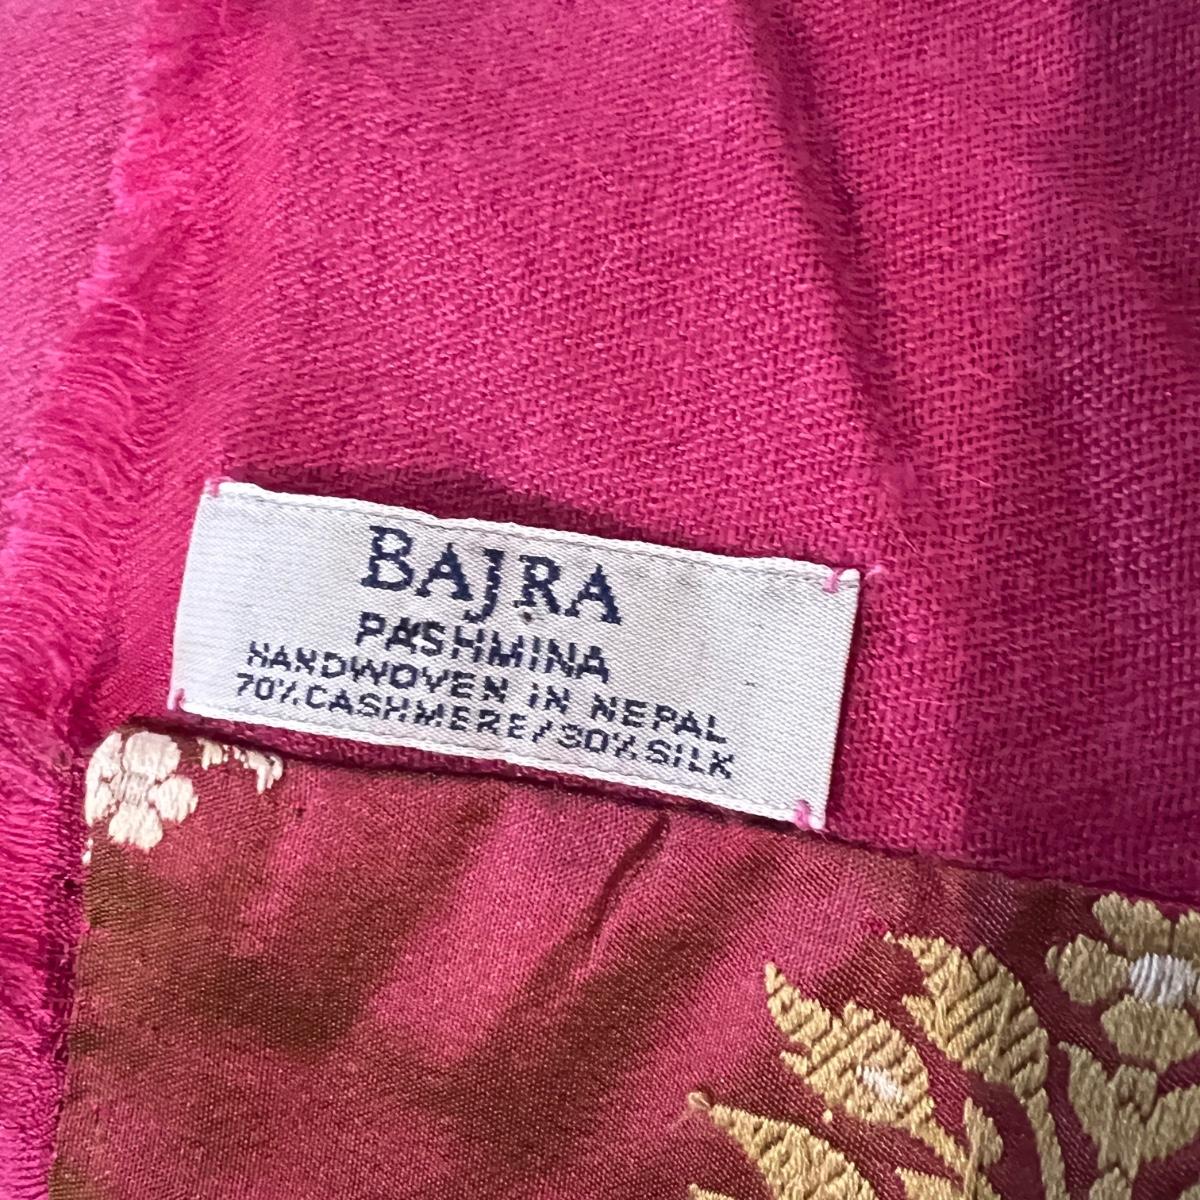 BAJRA
PASHMINA
HANDWOVEN IN NEPAL
70% CASHMERE/30% SILK